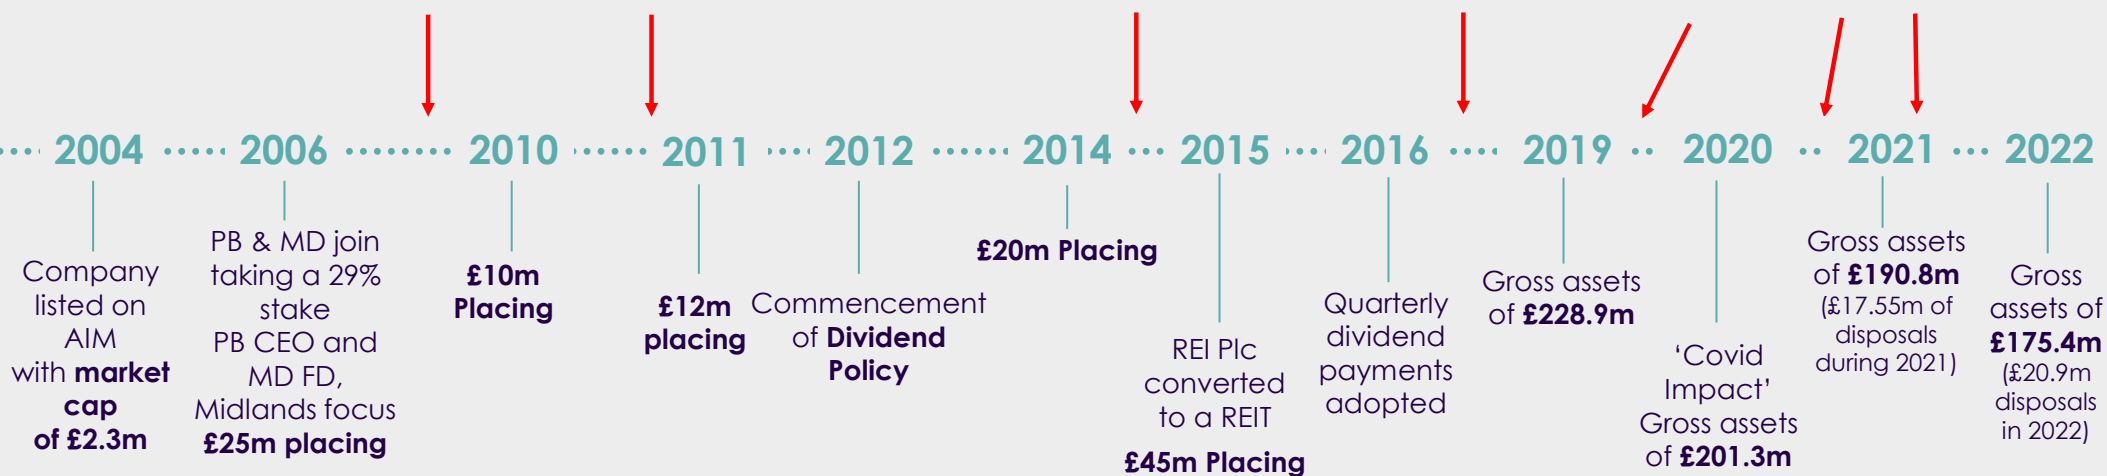 2004 2006 2010 2011 2012 2014 2015 2016 2019 2020 2021 2022
Company
listed on
AIM
with market
cap
of £2.3m
PB & MD join
taking a 29%
stake
PB CEO and
MD FD,
Midlands focus
£25m placing
£10m
Placing
£12m
placing
Commencement
of Dividend
Policy
£20m Placing
REI Plc
converted
to a REIT
£45m Placing
Quarterly
dividend
payments
adopted
Gross assets
of £228.9m
‘Covid
Impact’
Gross assets
of £201.3m
Gross assets
of £190.8m
(£17.55m of
disposals
during 2021)
Gross
assets of
£175.4m
(£20.9m
disposals
in 2022)